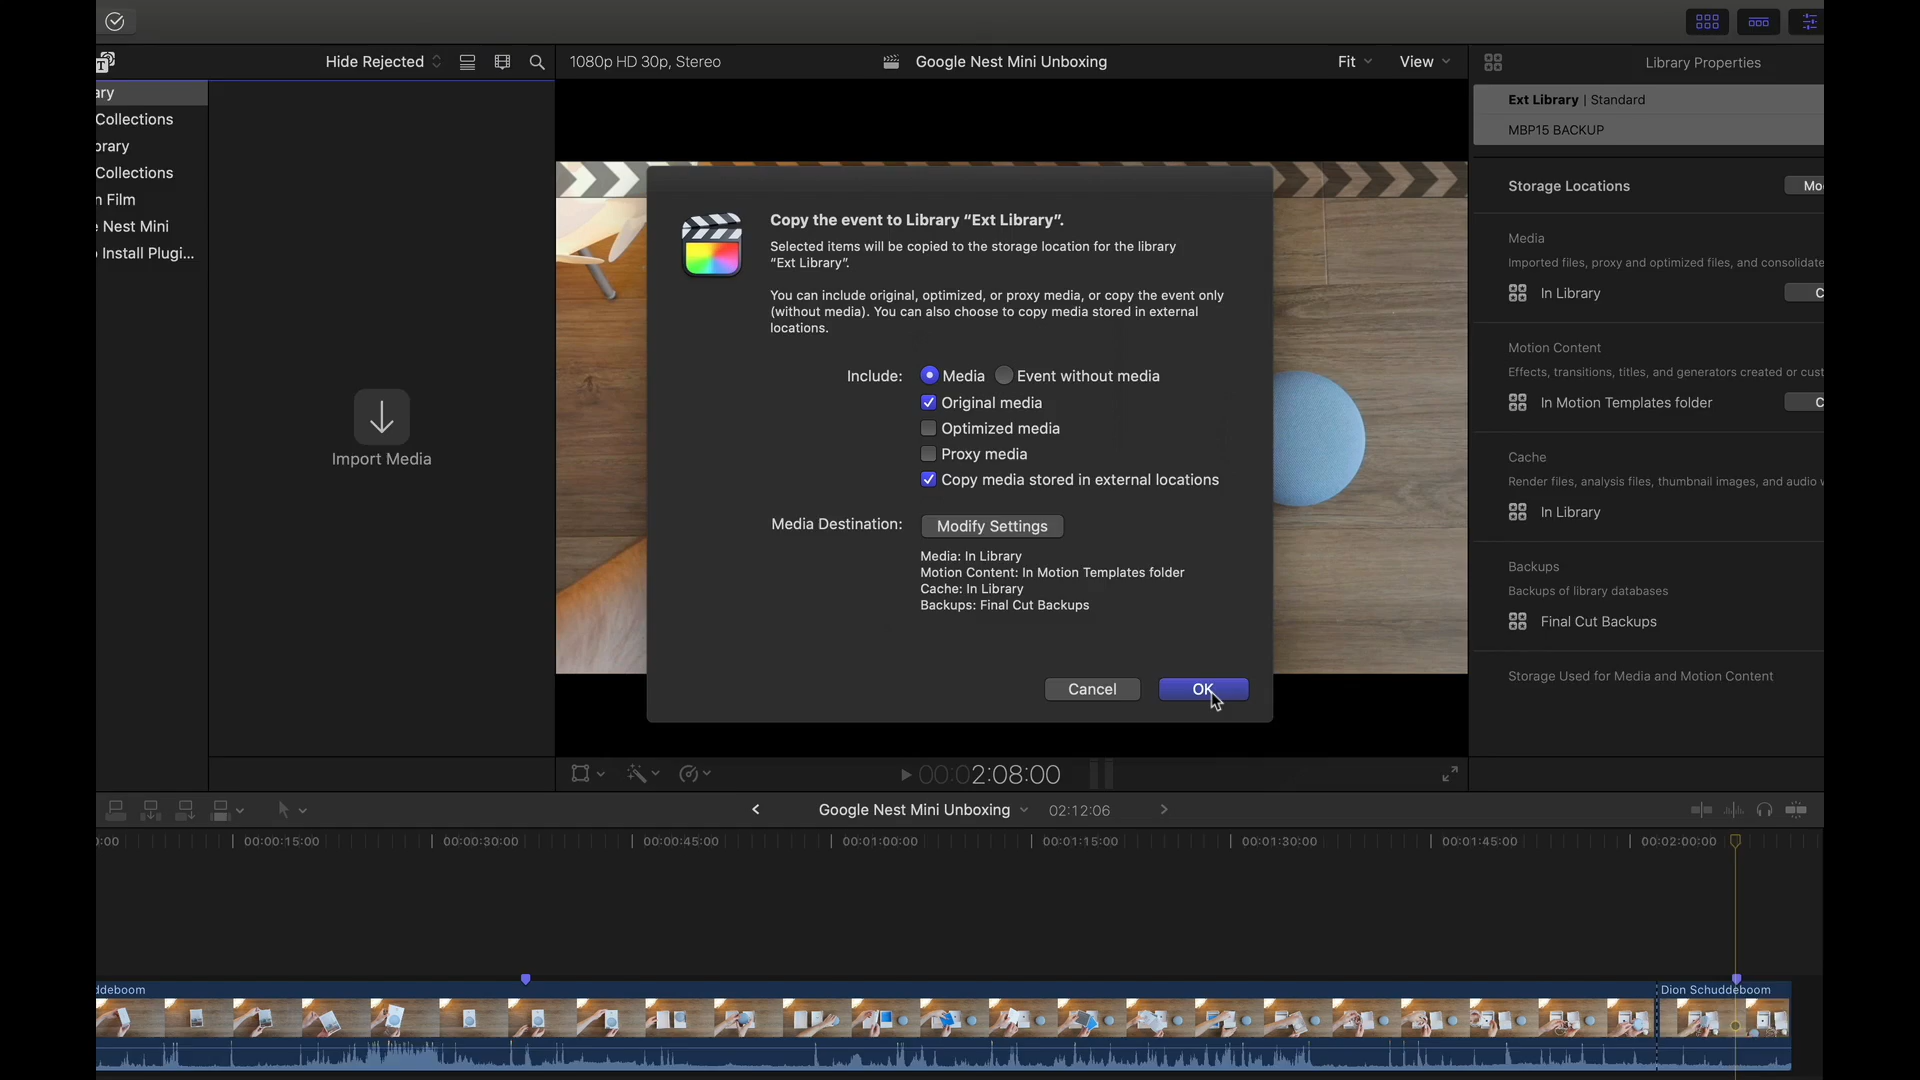 Hide Rejected
1080p HD 30p, Stereo
Google Nest Mini Unboxing
Fit
View
Library Properties
ary
Collections
brary
Collections
n Film
e Nest Mini
Install Plugi...
Import Media
Ext Library | Standard
MBP15 BACKUP
Storage Locations
Mo
Media
Imported files, proxy and optimized files, and consolidate
In Library
C
Motion Content
Effects, transitions, titles, and generators created or cust
In Motion Templates folder
C
Cache
Render files, analysis files, thumbnail images, and audio
In Library
Backups
Backups of library databases
Final Cut Backups
Storage Used for Media and Motion Content
Copy the event to Library “Ext Library”.
Selected items will be copied to the storage location for the library
“Ext Library”.
You can include original, optimized, or proxy media, or copy the event only
(without media). You can also choose to copy media stored in external
locations.
Include: Media Event without media
Original media
Optimized media
Proxy media
Copy media stored in external locations
Media Destination: Modify Settings
Media: In Library
Motion Content: In Motion Templates folder
Cache: In Library
Backups: Final Cut Backups
Cancel
OK
00:02:08:00
Google Nest Mini Unboxing
02:12:06
0:00
00:00:15:00
00:00:30:00
00:00:45:00
00:01:00:00
00:01:15:00
00:01:30:00
00:01:45:00
00:02:00:00
ddeboom
Dion Schuddeboom